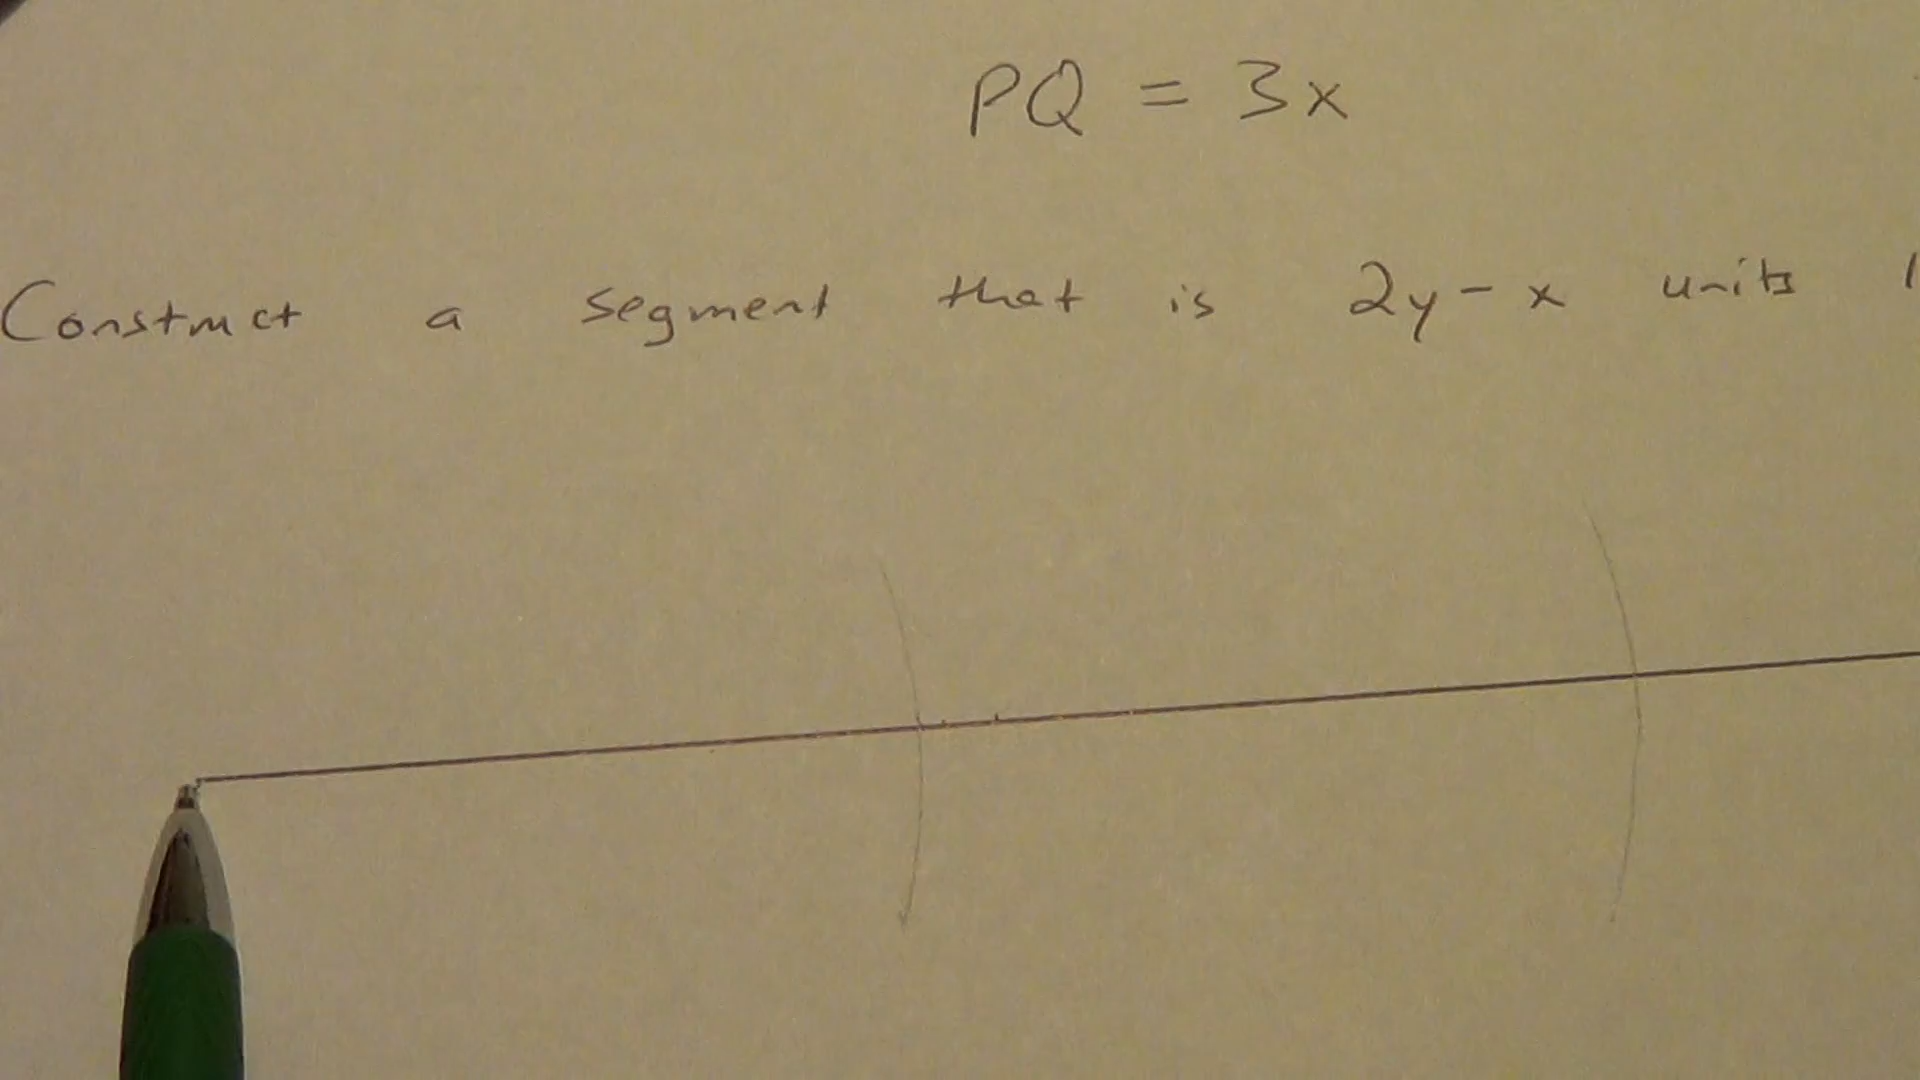 PQ = 3x
Construct a segment that is 2y - x units